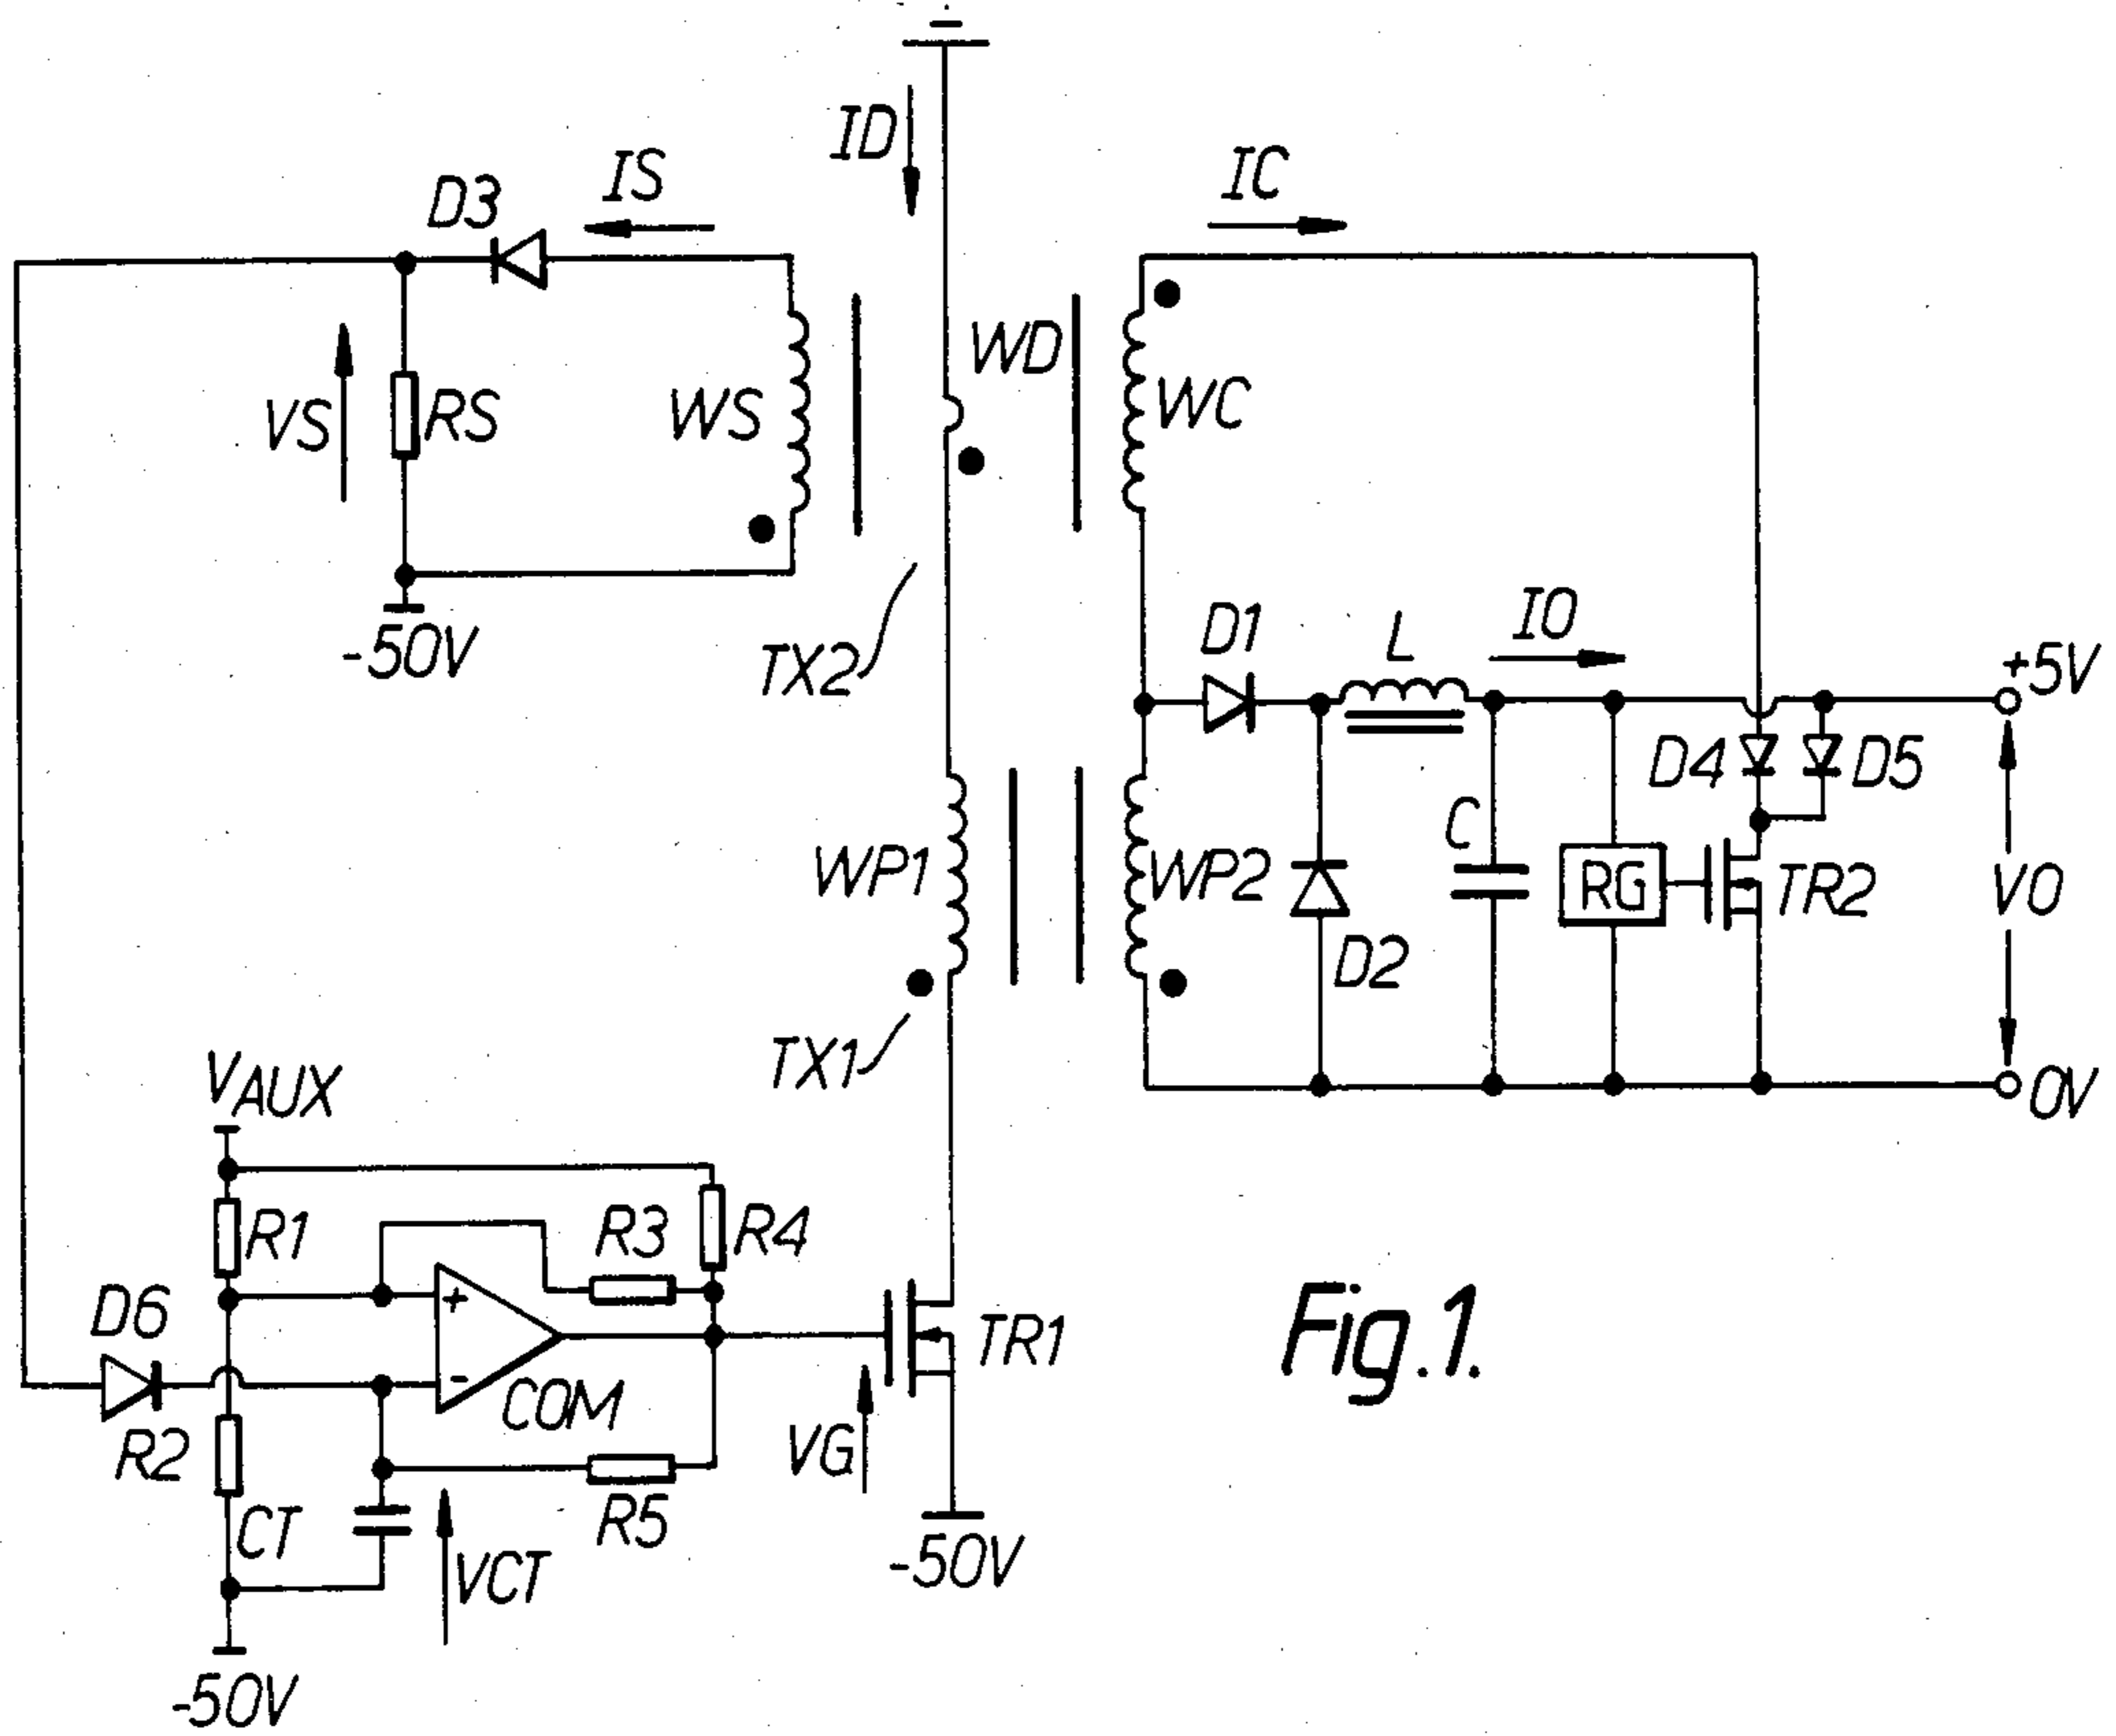 ID
IS
IC
D3
WD
VS
RS
WS
WC
-50V
TX2
D1
L
IO
+5V
D4
D5
C
WP1
WP2
RG
TR2
VO
D2
TX1
VAUX
0V
R1
R3
R4
D6
+
TR1
Fig.1.
-
COM
R2
VG
CT
R5
VCT
-50V
-50V